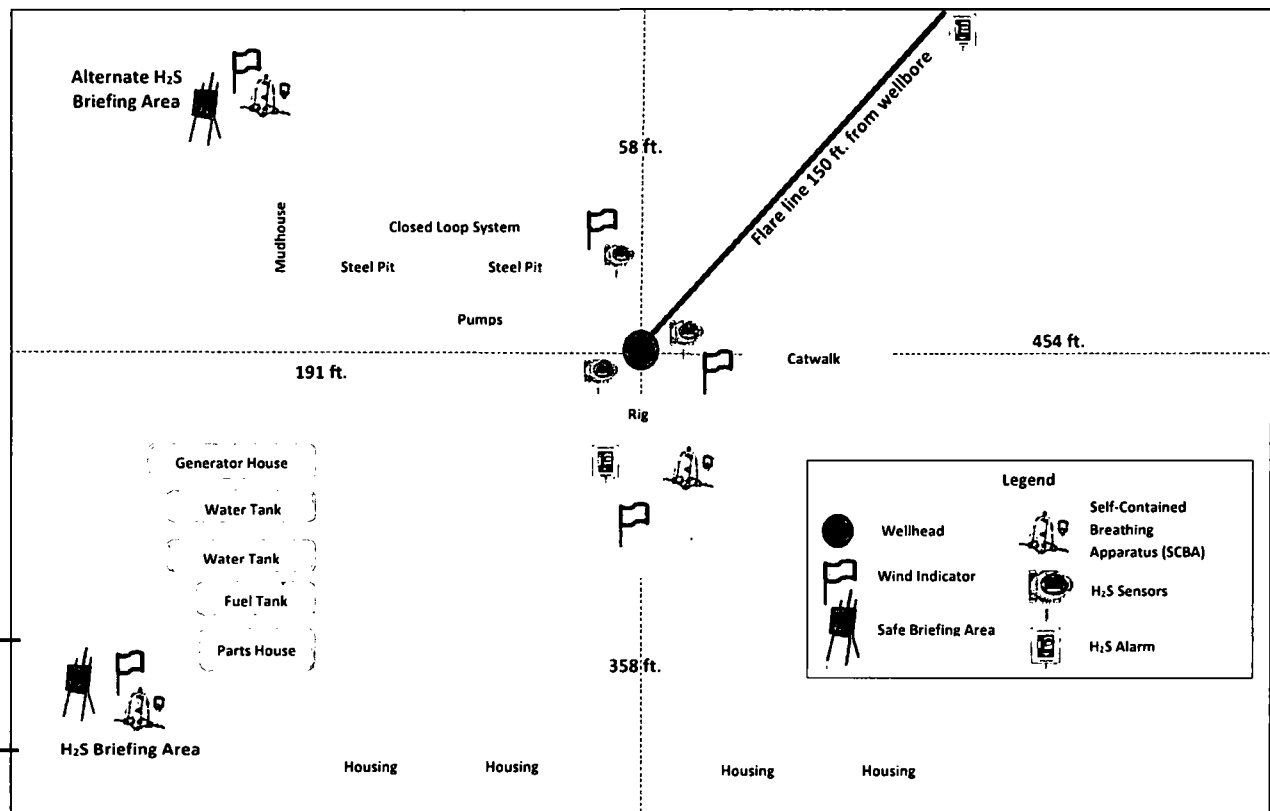 Alternate H₂S
Briefing Area
58 ft.
Flare line 150 ft. from wellbore
Mudhouse
Closed Loop System
Steel Pit
Steel Pit
Pumps
191 ft.
Catwalk
454 ft.
Rig
Generator House
Water Tank
Water Tank
Fuel Tank
Parts House
358 ft.
H₂S Briefing Area
Housing
Housing
Housing
Housing
Legend
Wellhead
Wind Indicator
Safe Briefing Area
Self-Contained
Breathing
Apparatus (SCBA)
H₂S Sensors
H₂S Alarm